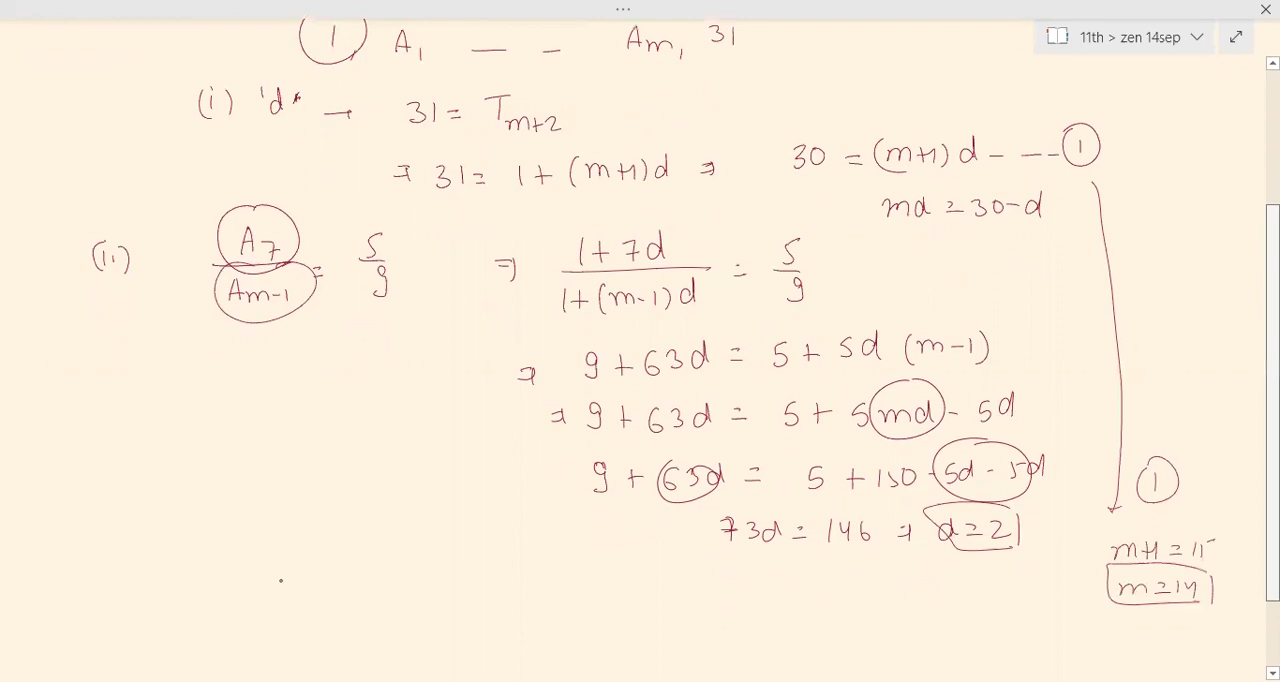 ...
11th > zen 14sep
1 A1 — - Am, 31
(i) 'd' → 31 = Tm+2
⇒ 31 = 1 + (m+1)d ⇒ 30 = (m+1)d - --- 1
md = 30-d
(ii) A7/Am-1 = 5/9 ⇒ (1 + 7d)/(1+(m-1)d) = 5/9
⇒ 9 + 63d = 5 + 5d (m-1)
⇒ 9 + 63d = 5 + 5md - 5d
9 + 63d = 5 + 150 - 5d - 5d
1
73d = 146 ⇒ d = 2
m+1 = 15
m = 14